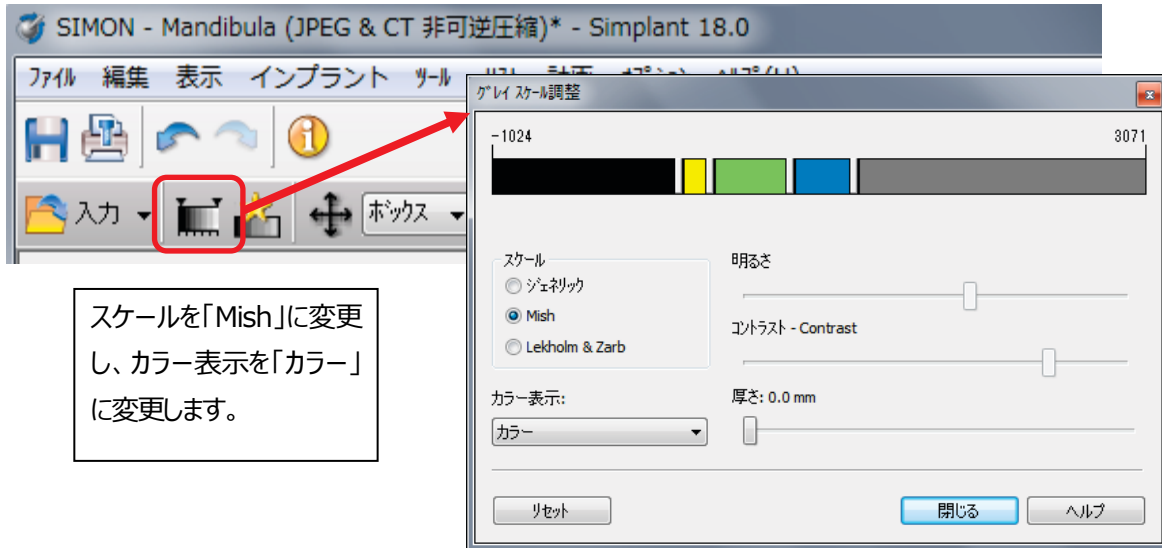 SIMON - Mandibula (JPEG & CT 非可逆圧縮)* - Simplant 18.0
ファイル 編集 表示 インプラント ツール
グレイ スケール調整
-1024
3071
入力
ボックス
スケール
ジェネリック
Mish
Lekholm & Zarb
明るさ
コントラスト - Contrast
カラー表示:
カラー
厚さ: 0.0 mm
リセット
閉じる
ヘルプ
スケールを「Mish」に変更
し、カラー表示を「カラー」
に変更します。